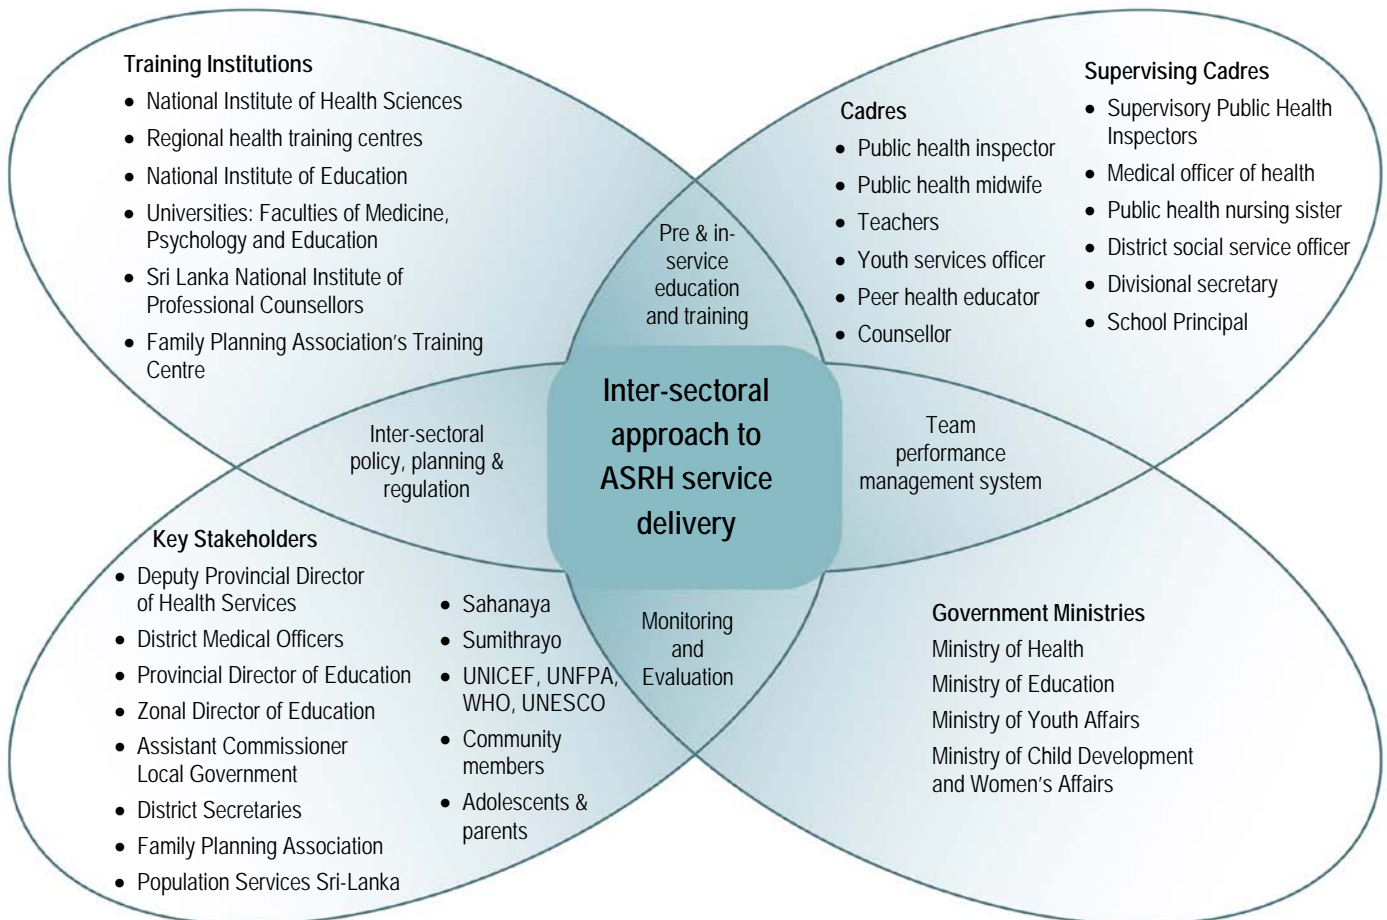 Training Institutions
• National Institute of Health Sciences
• Regional health training centres
• National Institute of Education
• Universities: Faculties of Medicine,
Psychology and Education
• Sri Lanka National Institute of
Professional Counsellors
• Family Planning Association's Training
Centre
Cadres
• Public health inspector
• Public health midwife
• Teachers
• Youth services officer
• Peer health educator
• Counsellor
Supervising Cadres
• Supervisory Public Health
Inspectors
• Medical officer of health
• Public health nursing sister
• District social service officer
• Divisional secretary
• School Principal
Pre & in-
service
education
and training
Inter-sectoral
policy, planning &
regulation
Inter-sectoral
approach to
ASRH service
delivery
Team
performance
management system
Key Stakeholders
• Deputy Provincial Director
of Health Services
• District Medical Officers
• Provincial Director of Education
• Zonal Director of Education
• Assistant Commissioner
Local Government
• District Secretaries
• Family Planning Association
• Population Services Sri-Lanka
• Sahanaya
• Sumithrayo
• UNICEF, UNFPA,
WHO, UNESCO
• Community
members
• Adolescents &
parents
Monitoring
and
Evaluation
Government Ministries
Ministry of Health
Ministry of Education
Ministry of Youth Affairs
Ministry of Child Development
and Women's Affairs